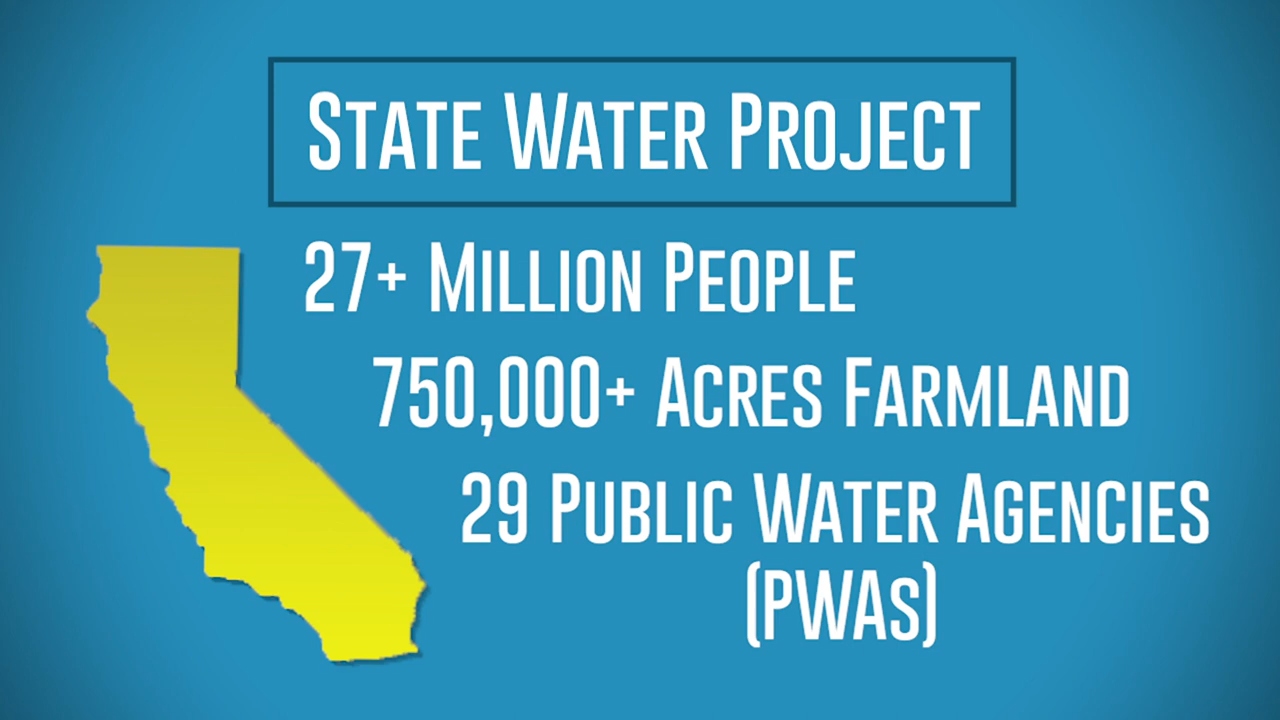 State Water Project
27+ Million People
750,000+ Acres Farmland
29 Public Water Agencies
(PWAs)